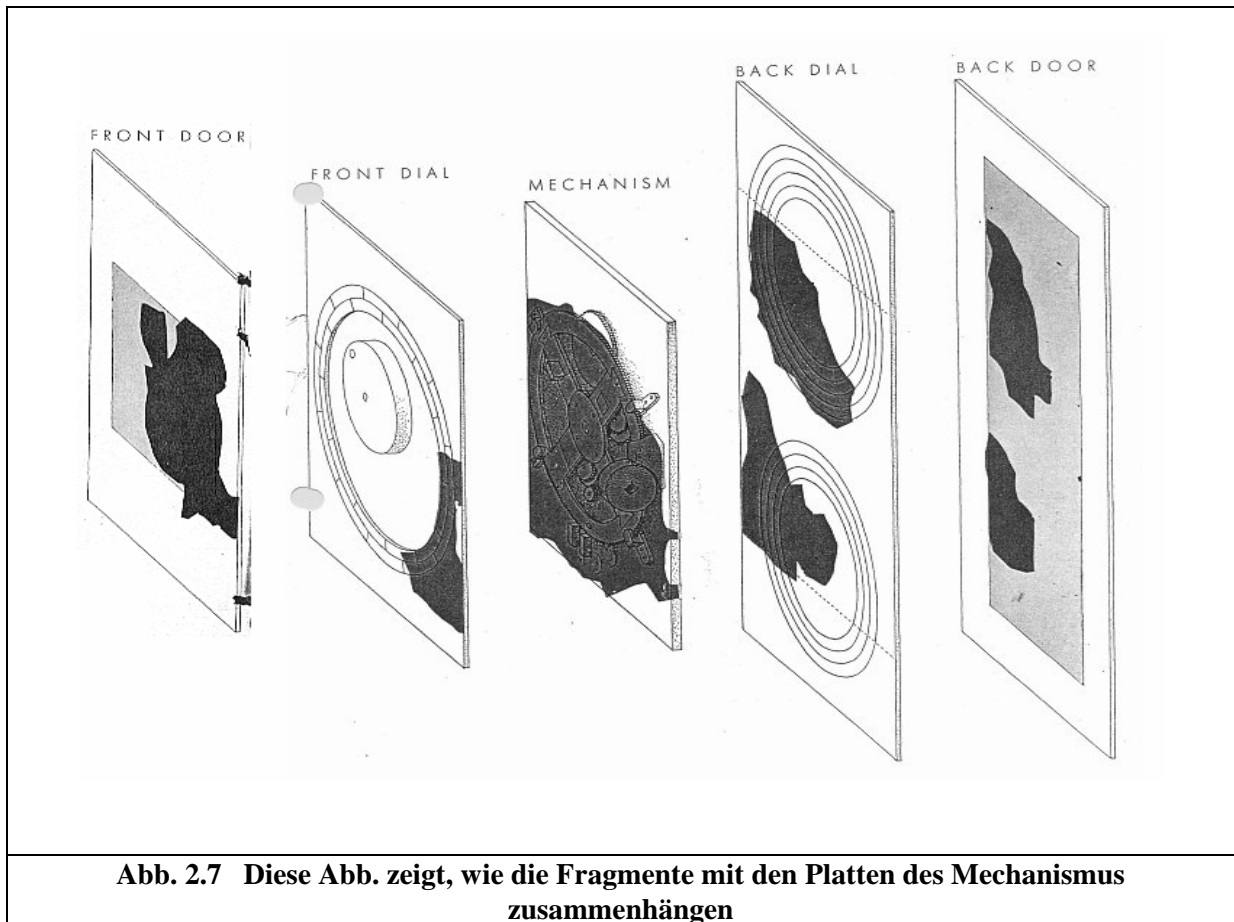 FRONT DOOR
FRONT DIAL
MECHANISM
BACK DIAL
BACK DOOR
Abb. 2.7 Diese Abb. zeigt, wie die Fragmente mit den Platten des Mechanismus
zusammenhängen